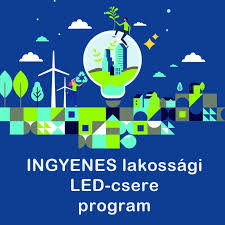 INGYENES lakossági
LED-csere
program